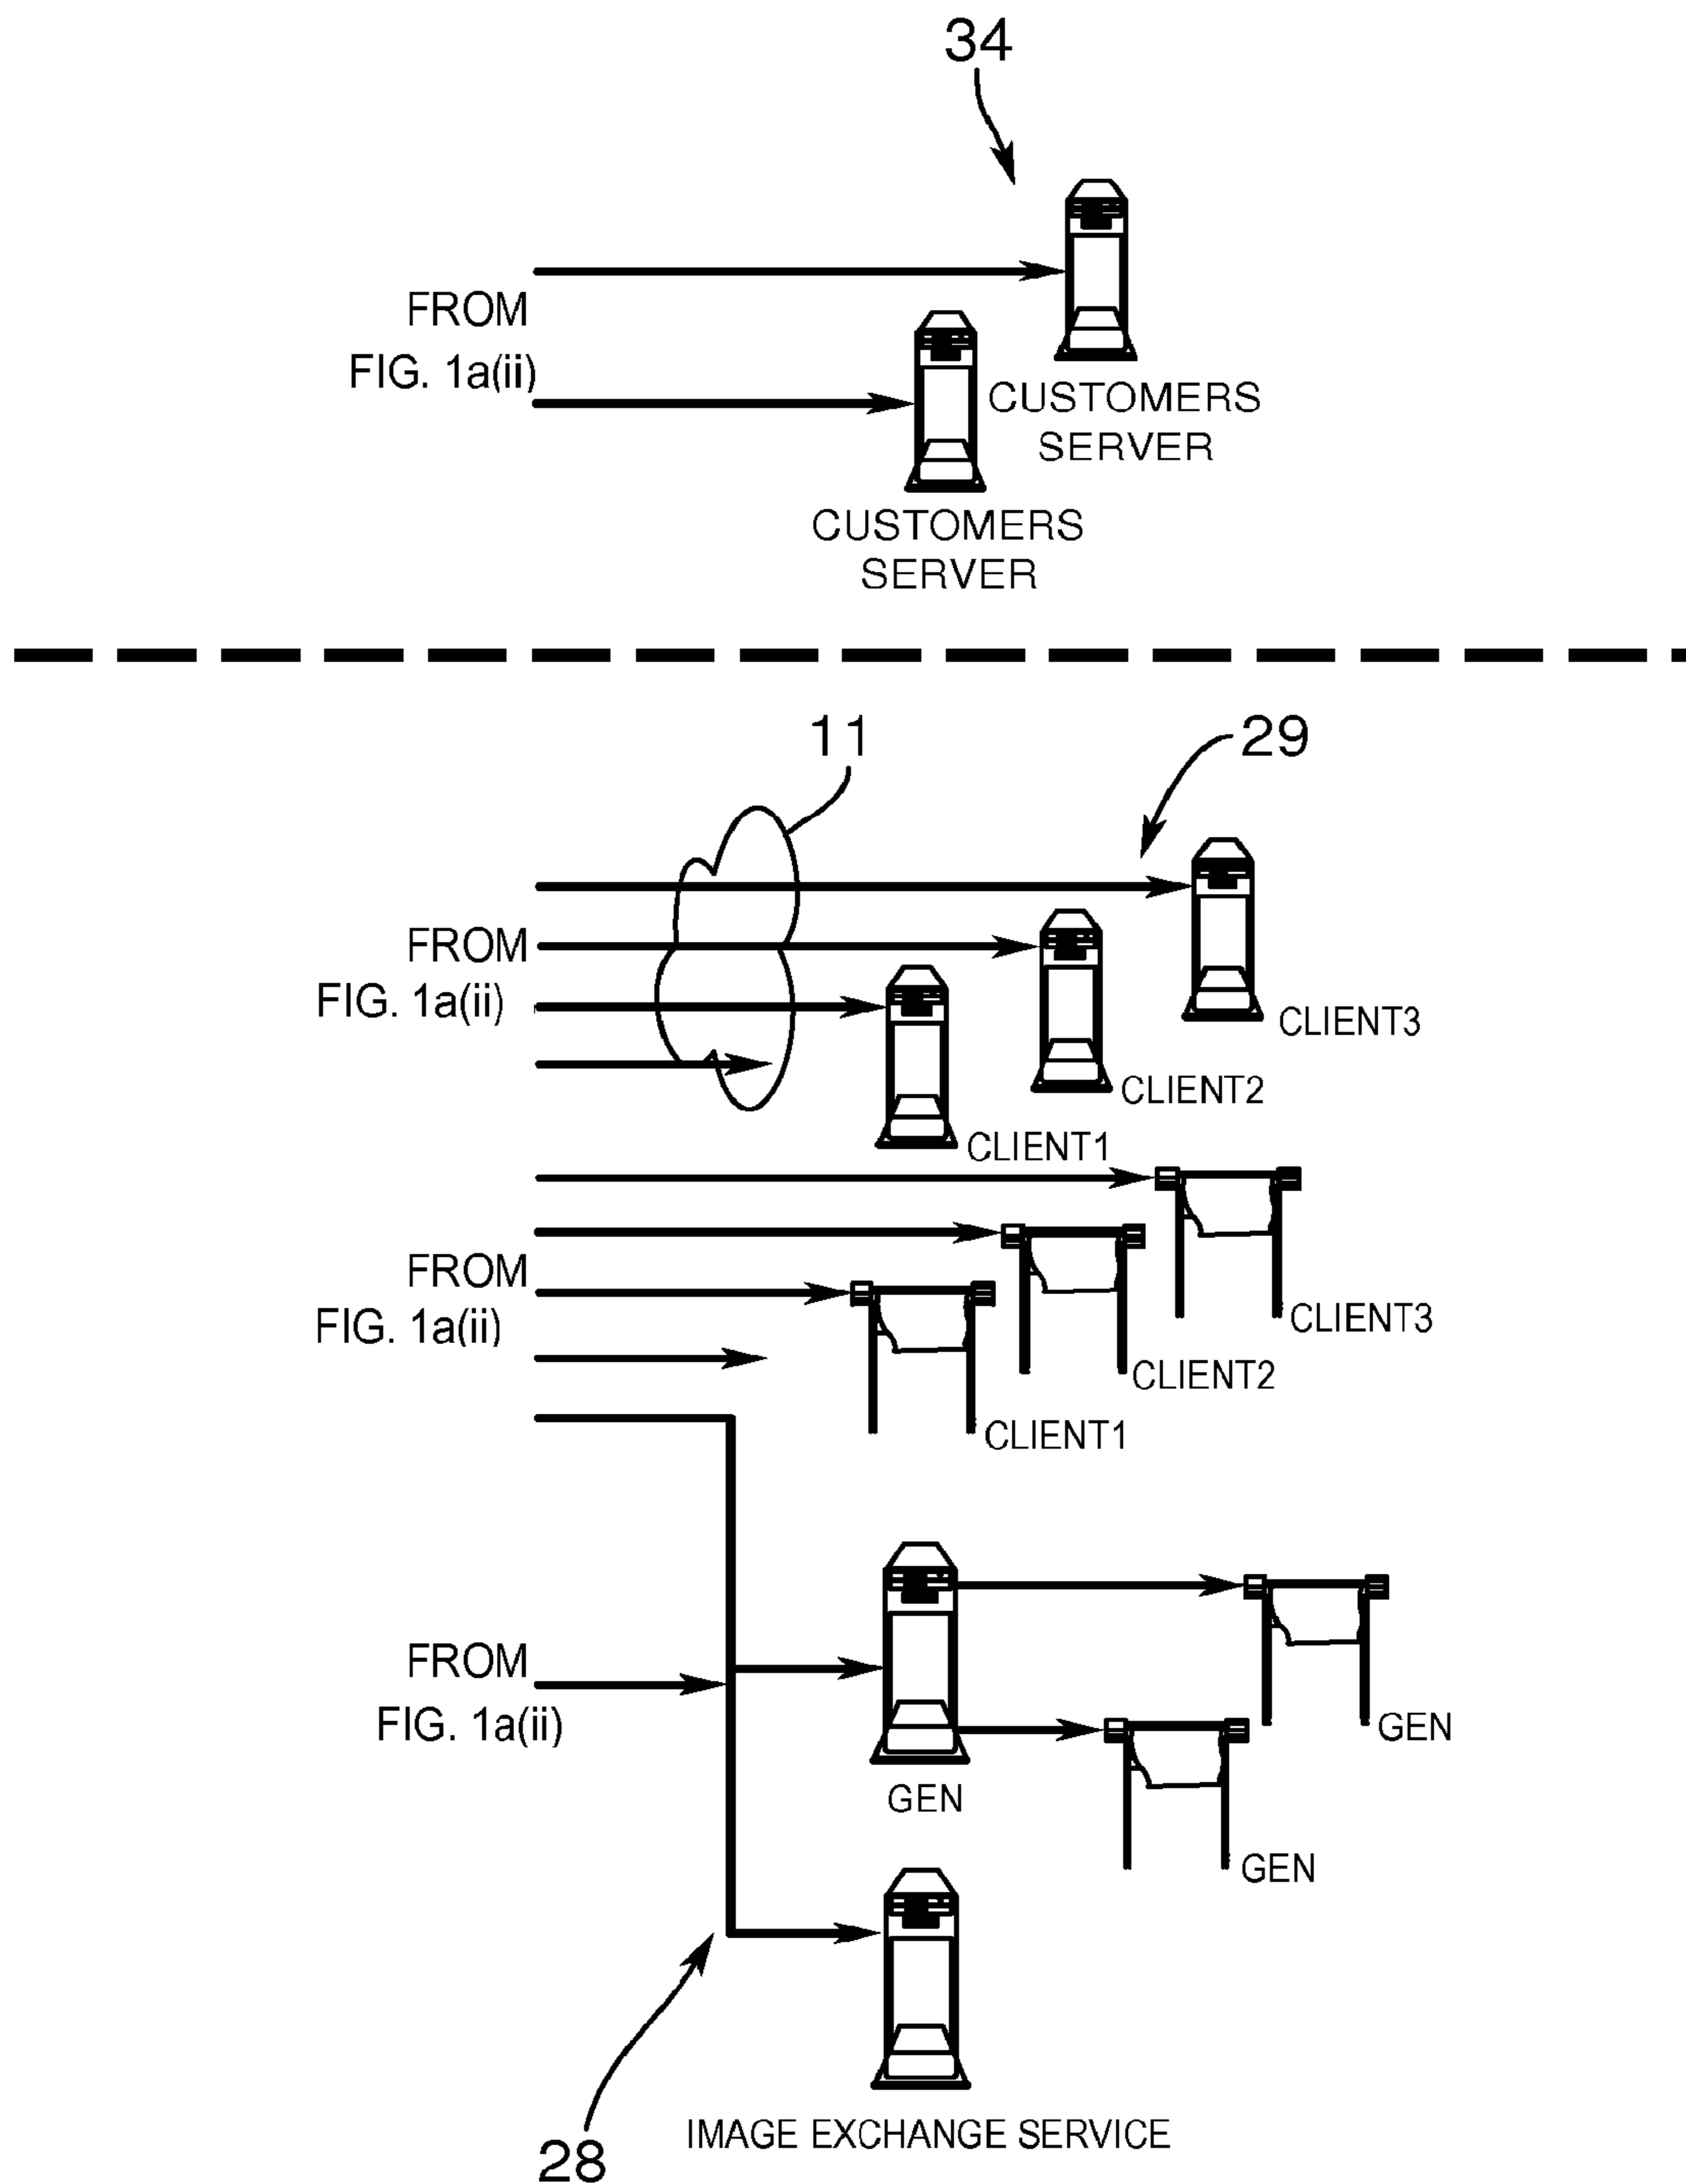 34
FROM
FIG. 1a(ii)
CUSTOMERS
SERVER
CUSTOMERS
SERVER
11
29
FROM
FIG. 1a(ii)
CLIENT3
CLIENT2
CLIENT1
FROM
FIG. 1a(ii)
CLIENT3
CLIENT2
CLIENT1
FROM
FIG. 1a(ii)
GEN
GEN
GEN
IMAGE EXCHANGE SERVICE
28